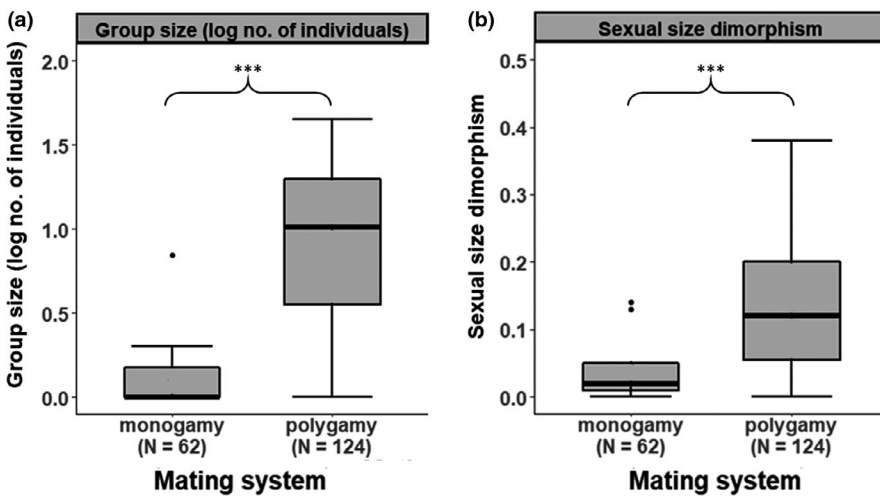 (a)
Group size (log no. of individuals)
Group size (log no. of individuals)
2.0
1.5
1.0
0.5
0.0
***
monogamy
(N = 62)
polygamy
(N = 124)
Mating system
(b)
Sexual size dimorphism
Sexual size dimorphism
0.5
0.4
0.3
0.2
0.1
0.0
***
monogamy
(N = 62)
polygamy
(N = 124)
Mating system